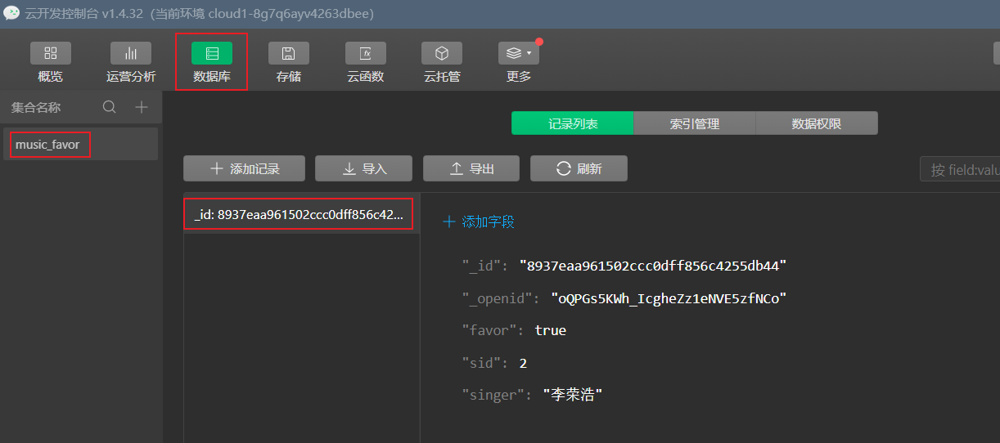 云开发控制台 v1.4.32 (当前环境 cloud1-8g7q6ayv4263dbee)
概览 运营分析 数据库 存储 云函数 云托管 更多
集合名称
记录列表 索引管理 数据权限
music_favor
添加记录 导入 导出 刷新 按 field:valu
_id: 8937eaa961502ccc0dff856c42...
添加字段
"_id": "8937eaa961502ccc0dff856c4255db44"
"_openid": "oQPGs5KWh_IcgheZz1eNVE5zfNCo"
"favor": true
"sid": 2
"singer": "李荣浩"